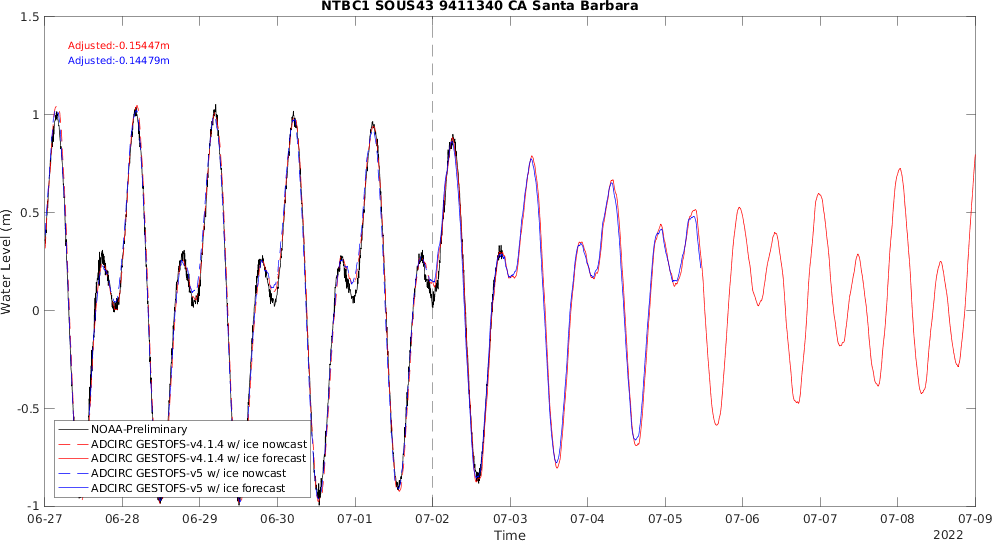 NTBC1 SOUS43 9411340 CA Santa Barbara
1.5
Adjusted:-0.15447m
Adjusted:-0.14479m
1
0.5
Water Level (m)
0
-0.5
NOAA-Preliminary
ADCIRC GESTOFS-v4.1.4 w/ ice nowcast
ADCIRC GESTOFS-v4.1.4 w/ ice forecast
ADCIRC GESTOFS-v5 w/ ice nowcast
ADCIRC GESTOFS-v5 w/ ice forecast
-1
06-27 06-28 06-29 06-30 07-01 07-02 07-03 07-04 07-05 07-06 07-07 07-08 07-09
Time
2022